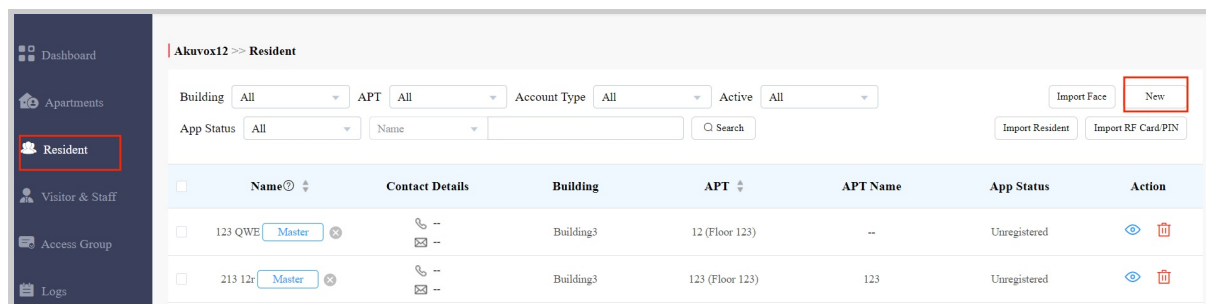 Dashboard
Apartments
Resident
Visitor & Staff
Access Group
Logs
Akuvox12 >> Resident
Building All APT All Account Type All Active All Import Face New
App Status All Name Search Import Resident Import RF Card/PIN
Name Contact Details Building APT APT Name App Status Action
123 QWE Master -- -- Building3 12 (Floor 123) -- Unregistered
213 12r Master -- -- Building3 123 (Floor 123) 123 Unregistered